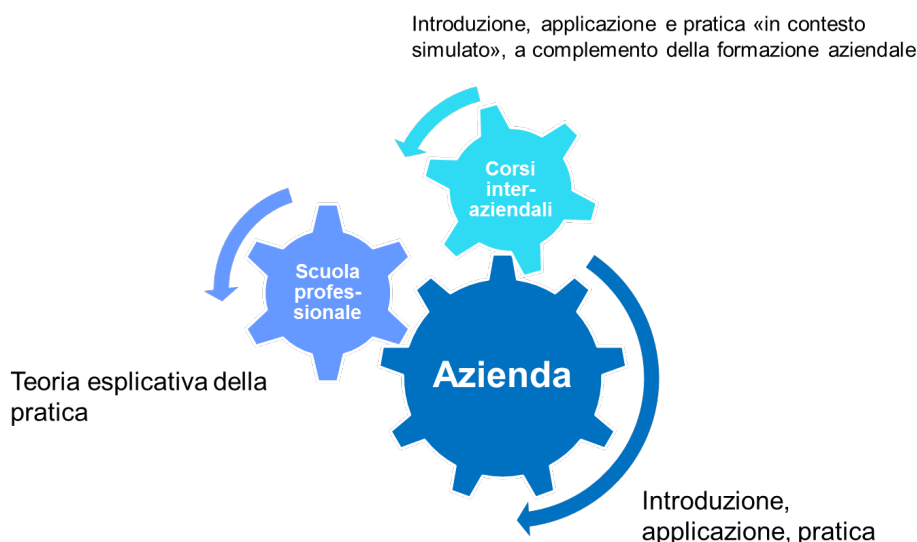 Introduzione, applicazione e pratica «in contesto
simulato», a complemento della formazione aziendale
Corsi
inter-
aziendali
Scuola
profes-
sionale
Azienda
Teoria esplicativa della
pratica
Introduzione,
applicazione, pratica